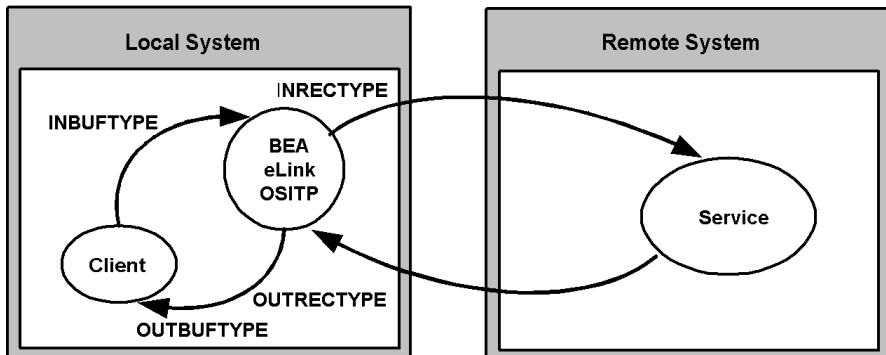 Local System
Remote System
INRECTYPE
INBUFTYPE
BEA
eLink
OSITP
Service
Client
OUTRECTYPE
OUTBUFTYPE